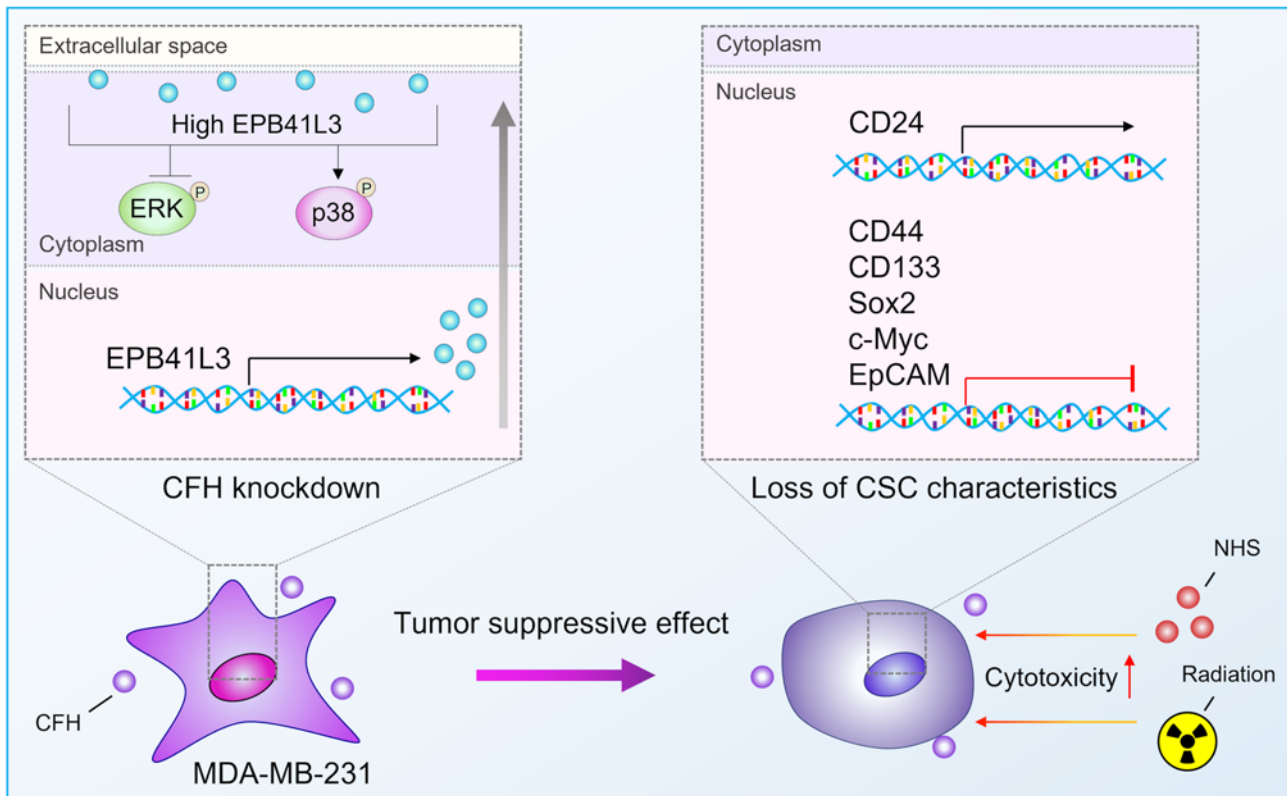 Extracellular space
High EPB41L3
P
ERK
P
p38
Cytoplasm
Nucleus
EPB41L3
CFH knockdown
Cytoplasm
Nucleus
CD24
CD44
CD133
Sox2
c-Myc
EpCAM
Loss of CSC characteristics
CFH
MDA-MB-231
Tumor suppressive effect
NHS
Cytotoxicity
Radiation